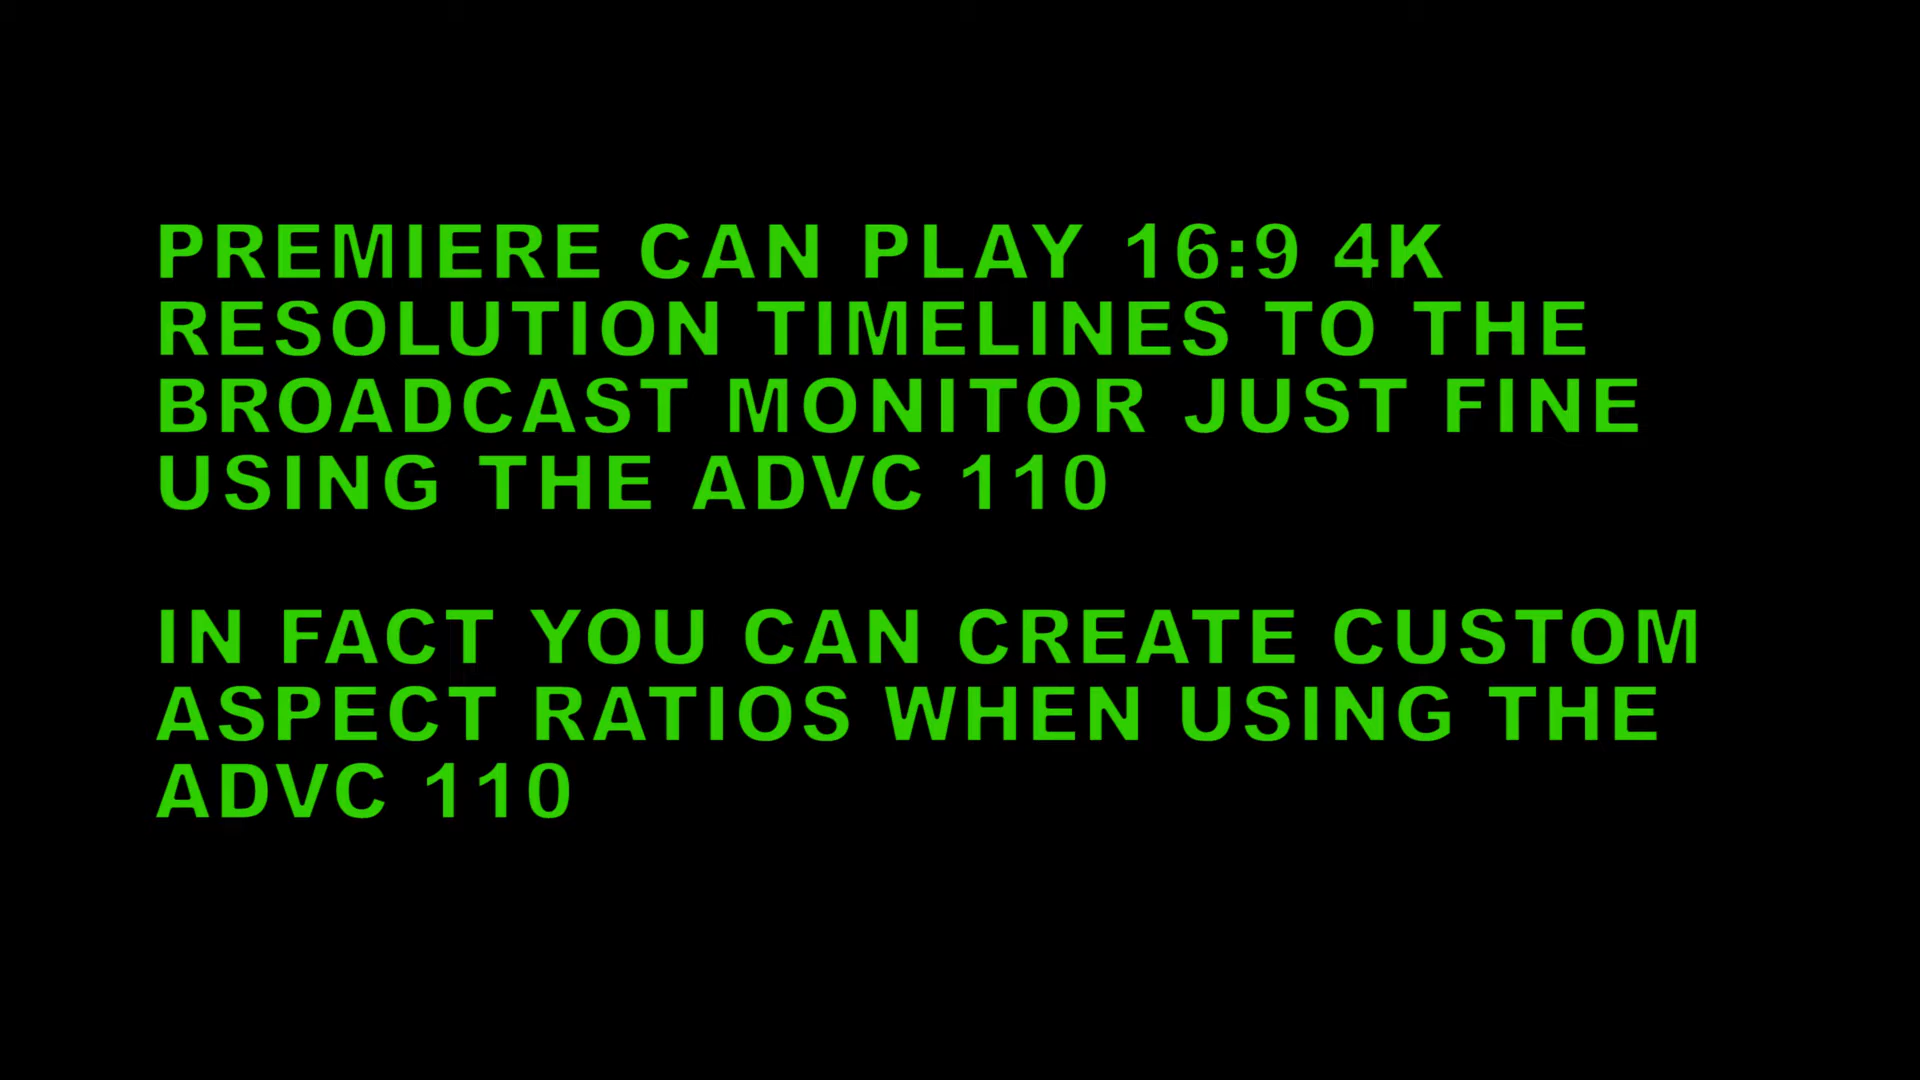 PREMIERE CAN PLAY 16:9 4K
RESOLUTION TIMELINES TO THE
BROADCAST MONITOR JUST FINE
USING THE ADVC 110
IN FACT YOU CAN CREATE CUSTOM
ASPECT RATIOS WHEN USING THE
ADVC 110